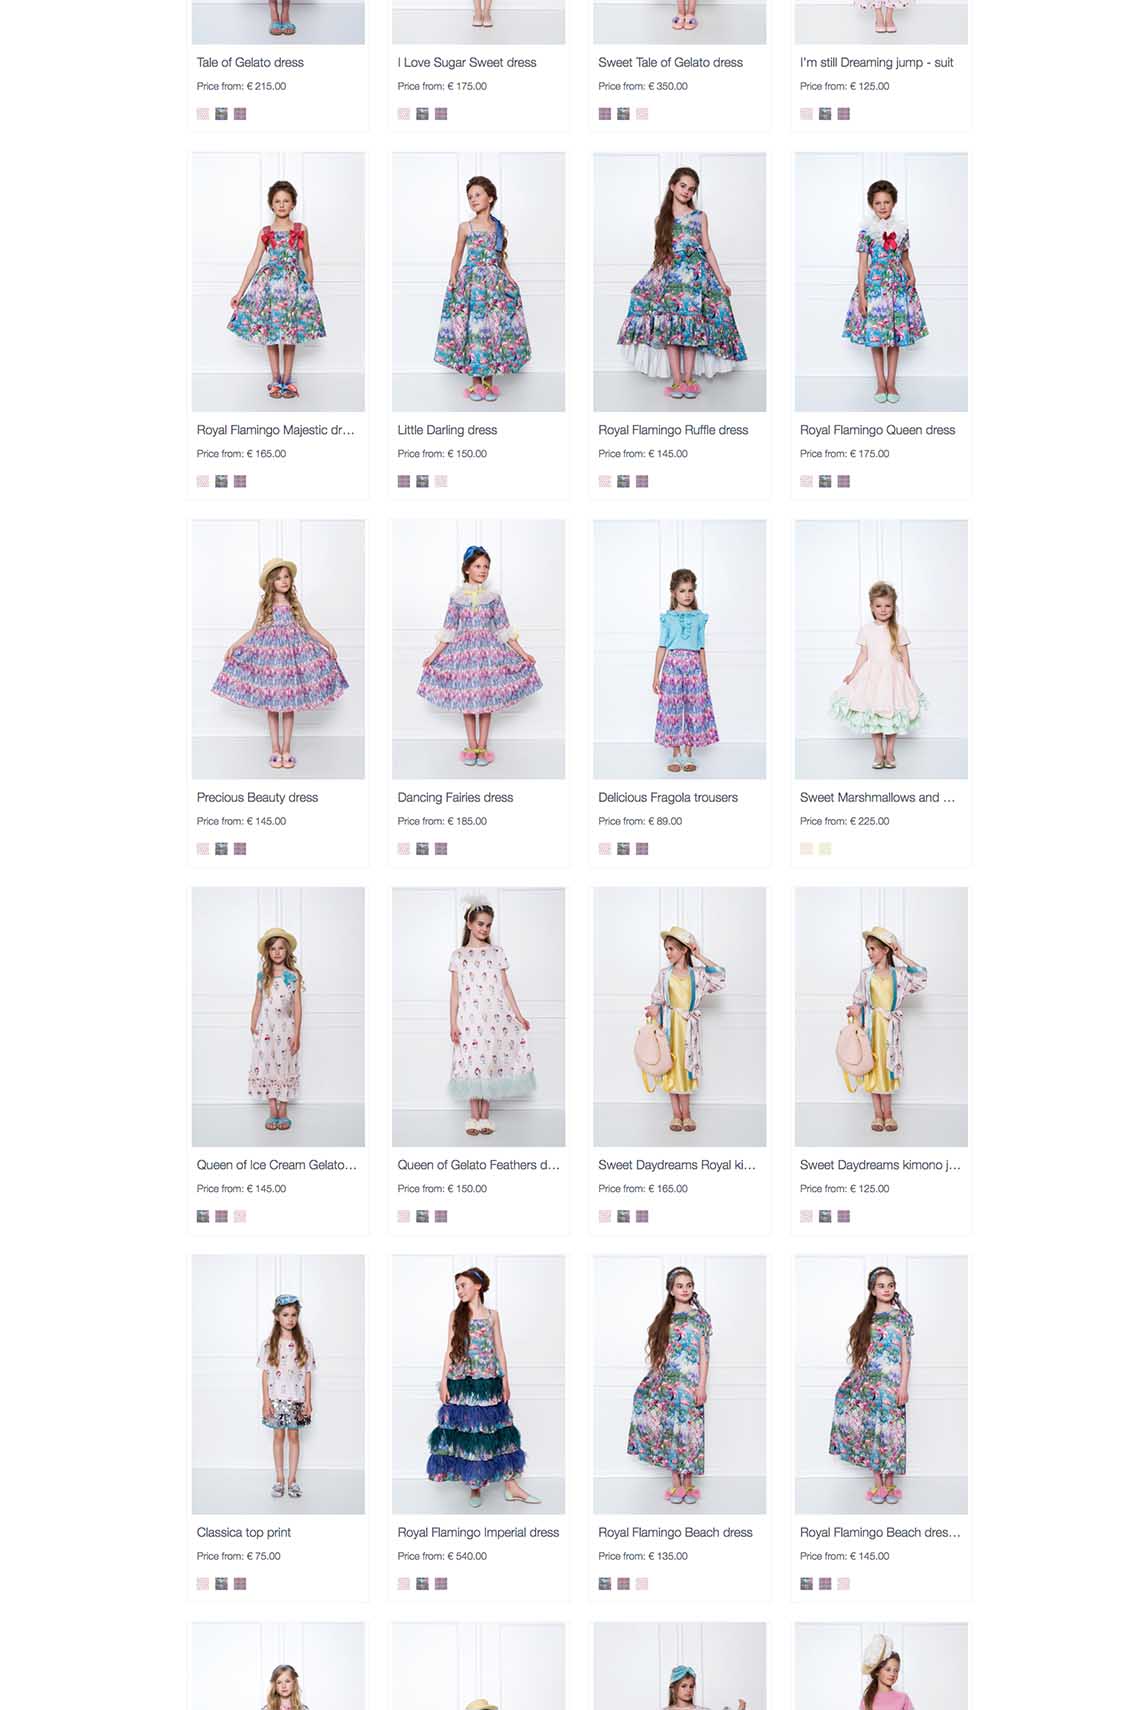 Tale of Gelato dress
Price from: € 215.00
I Love Sugar Sweet dress
Price from: € 175.00
Sweet Tale of Gelato dress
Price from: € 350.00
I'm still Dreaming jump - suit
Price from: € 125.00
Royal Flamingo Majestic dr...
Price from: € 165.00
Little Darling dress
Price from: € 150.00
Royal Flamingo Ruffle dress
Price from: € 145.00
Royal Flamingo Queen dress
Price from: € 175.00
Precious Beauty dress
Price from: € 145.00
Dancing Fairies dress
Price from: € 185.00
Delicious Fragola trousers
Price from: € 89.00
Sweet Marshmallows and ...
Price from: € 225.00
Queen of Ice Cream Gelato...
Price from: € 145.00
Queen of Gelato Feathers d...
Price from: € 150.00
Sweet Daydreams Royal ki...
Price from: € 165.00
Sweet Daydreams kimono j...
Price from: € 125.00
Classica top print
Price from: € 75.00
Royal Flamingo Imperial dress
Price from: € 540.00
Royal Flamingo Beach dress
Price from: € 135.00
Royal Flamingo Beach dres...
Price from: € 145.00